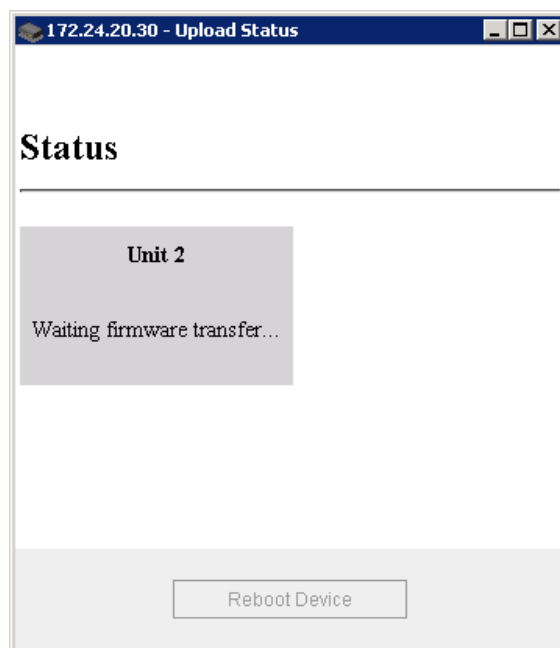 172.24.20.30 - Upload Status
Status
Unit 2
Waiting firmware transfer...
Reboot Device